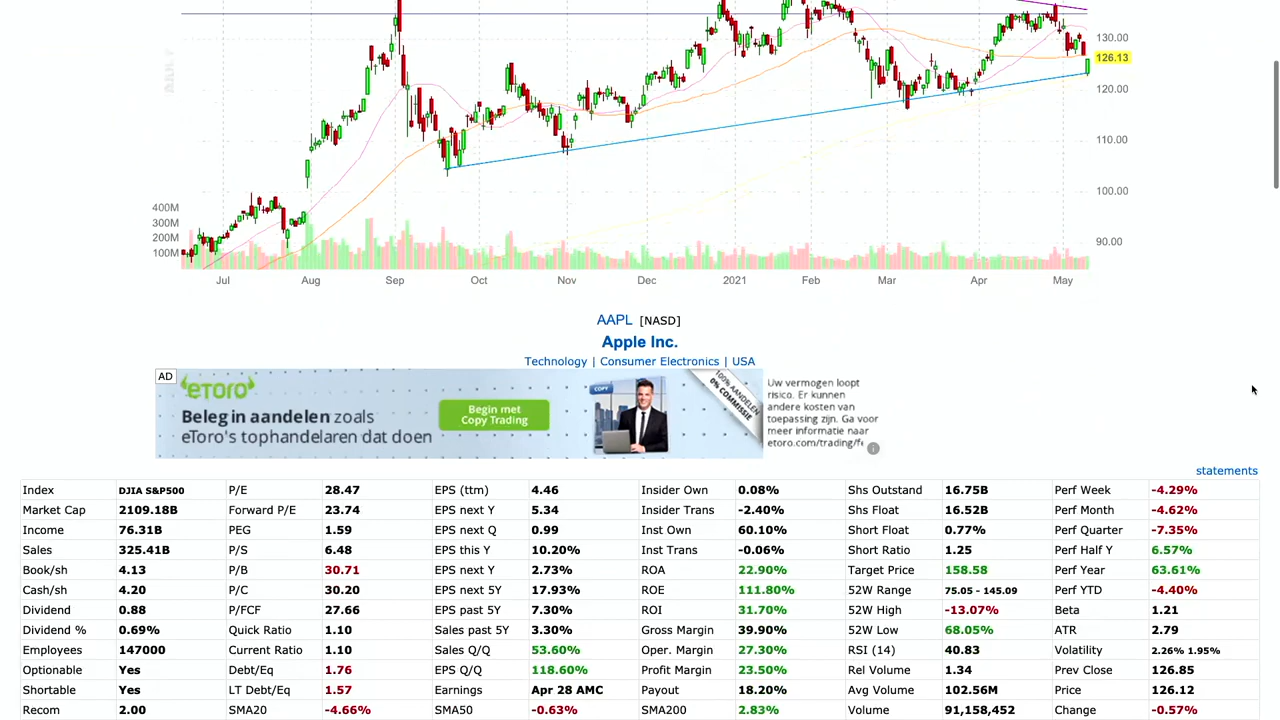 130.00
126.13
120.00
110.00
100.00
90.00
400M
300M
200M
100M
Jul Aug Sep Oct Nov Dec 2021 Feb Mar Apr May
AAPL [NASD]
Apple Inc.
Technology | Consumer Electronics | USA
AD
eToro
Beleg in aandelen zoals
eToro's tophandelaren dat doen
Begin met
Copy Trading
COPY
100% AANDELEN
0% COMMISSIE
Uw vermogen loopt
risico. Er kunnen
andere kosten van
toepassing zijn. Ga voor
meer informatie naar
etoro.com/trading/fe
statements
Index DJIA S&P500 P/E 28.47 EPS (ttm) 4.46 Insider Own 0.08% Shs Outstand 16.75B Perf Week -4.29%
Market Cap 2109.18B Forward P/E 23.74 EPS next Y 5.34 Insider Trans -2.40% Shs Float 16.52B Perf Month -4.62%
Income 76.31B PEG 1.59 EPS next Q 0.99 Inst Own 60.10% Short Float 0.77% Perf Quarter -7.35%
Sales 325.41B P/S 6.48 EPS this Y 10.20% Inst Trans -0.06% Short Ratio 1.25 Perf Half Y 6.57%
Book/sh 4.13 P/B 30.71 EPS next Y 2.73% ROA 22.90% Target Price 158.58 Perf Year 63.61%
Cash/sh 4.20 P/C 30.20 EPS next 5Y 17.93% ROE 111.80% 52W Range 75.05 - 145.09 Perf YTD -4.40%
Dividend 0.88 P/FCF 27.66 EPS past 5Y 7.30% ROI 31.70% 52W High -13.07% Beta 1.21
Dividend % 0.69% Quick Ratio 1.10 Sales past 5Y 3.30% Gross Margin 39.90% 52W Low 68.05% ATR 2.79
Employees 147000 Current Ratio 1.10 Sales Q/Q 53.60% Oper. Margin 27.30% RSI (14) 40.83 Volatility 2.26% 1.95%
Optionable Yes Debt/Eq 1.76 EPS Q/Q 118.60% Profit Margin 23.50% Rel Volume 1.34 Prev Close 126.85
Shortable Yes LT Debt/Eq 1.57 Earnings Apr 28 AMC Payout 18.20% Avg Volume 102.56M Price 126.12
Recom 2.00 SMA20 -4.66% SMA50 -0.63% SMA200 2.83% Volume 91,158,452 Change -0.57%